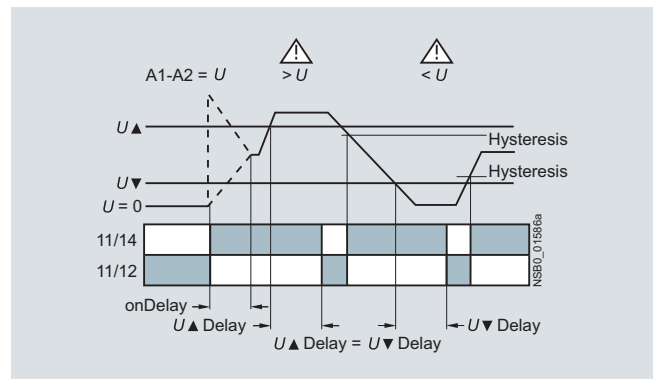 A1-A2 = U
> U
< U
U▲
Hysteresis
Hysteresis
U▼
U = 0
11/14
11/12
NSB0_01586a
onDelay
U▲ Delay
U▼ Delay
U▲ Delay = U▼ Delay